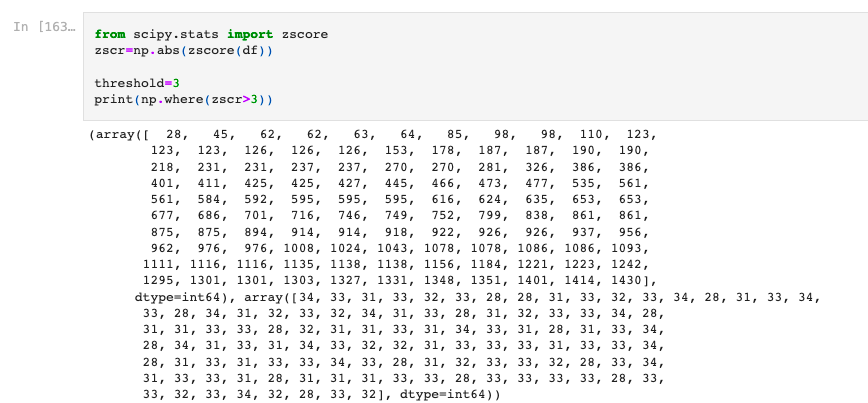 In [163…
from scipy.stats import zscore
zscr=np.abs(zscore(df))
threshold=3
print(np.where(zscr>3))
(array([  28,   45,   62,   62,   63,   64,   85,   98,   98,  110,  123,
123,  123,  126,  126,  126,  153,  178,  187,  187,  190,  190,
218,  231,  231,  237,  237,  270,  270,  281,  326,  386,  386,
401,  411,  425,  425,  427,  445,  466,  473,  477,  535,  561,
561,  584,  592,  595,  595,  595,  616,  624,  635,  653,  653,
677,  686,  701,  716,  746,  749,  752,  799,  838,  861,  861,
875,  875,  894,  914,  914,  918,  922,  926,  926,  937,  956,
962,  976,  976, 1008, 1024, 1043, 1078, 1078, 1086, 1086, 1093,
1111, 1116, 1116, 1135, 1138, 1138, 1156, 1184, 1221, 1223, 1242,
1295, 1301, 1301, 1303, 1327, 1331, 1348, 1351, 1401, 1414, 1430],
dtype=int64), array([34, 33, 31, 33, 32, 33, 28, 28, 31, 33, 32, 33, 34, 28, 31, 33, 34,
33, 28, 34, 31, 32, 33, 32, 34, 31, 33, 28, 31, 32, 33, 33, 34, 28,
31, 31, 33, 33, 28, 32, 31, 31, 33, 31, 34, 33, 31, 28, 31, 33, 34,
28, 34, 31, 33, 31, 34, 33, 32, 32, 31, 33, 33, 33, 31, 33, 33, 34,
28, 31, 33, 31, 33, 33, 34, 33, 28, 31, 32, 33, 33, 32, 28, 33, 34,
31, 33, 33, 31, 28, 31, 31, 31, 33, 33, 28, 33, 33, 33, 33, 28, 33,
33, 32, 33, 34, 32, 28, 33, 32], dtype=int64))